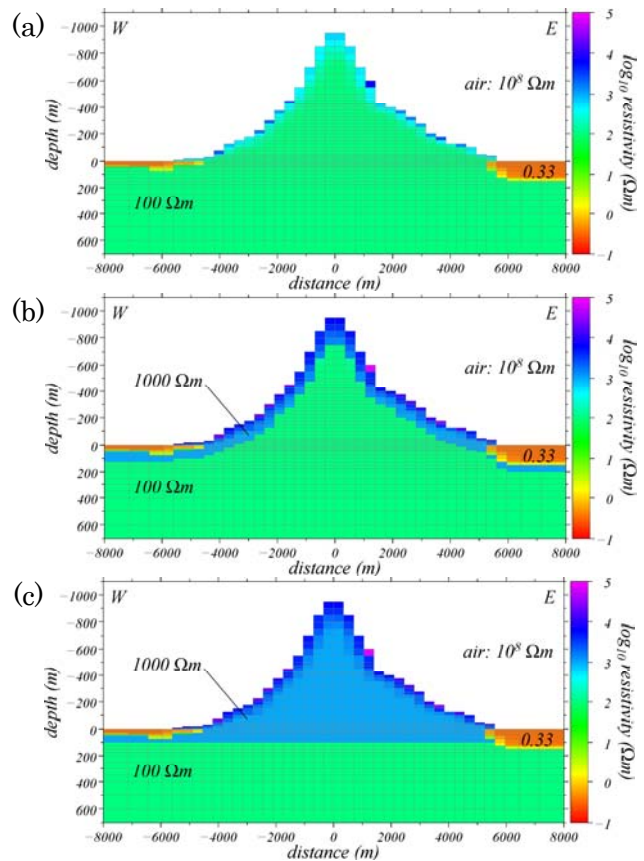 (a)
W
E
air: 10⁸ Ωm
100 Ωm
0.33
depth (m)
−1000
−800
−600
−400
−200
0
200
400
600
−8000 −6000 −4000 −2000 0 2000 4000 6000 8000
distance (m)
5
4
3
2
1
0
−1
log₁₀ resistivity (Ωm)
(b)
W
E
1000 Ωm
air: 10⁸ Ωm
100 Ωm
0.33
depth (m)
−1000
−800
−600
−400
−200
0
200
400
600
−8000 −6000 −4000 −2000 0 2000 4000 6000 8000
distance (m)
5
4
3
2
1
0
−1
log₁₀ resistivity (Ωm)
(c)
W
E
1000 Ωm
air: 10⁸ Ωm
100 Ωm
0.33
depth (m)
−1000
−800
−600
−400
−200
0
200
400
600
−8000 −6000 −4000 −2000 0 2000 4000 6000 8000
distance (m)
5
4
3
2
1
0
−1
log₁₀ resistivity (Ωm)